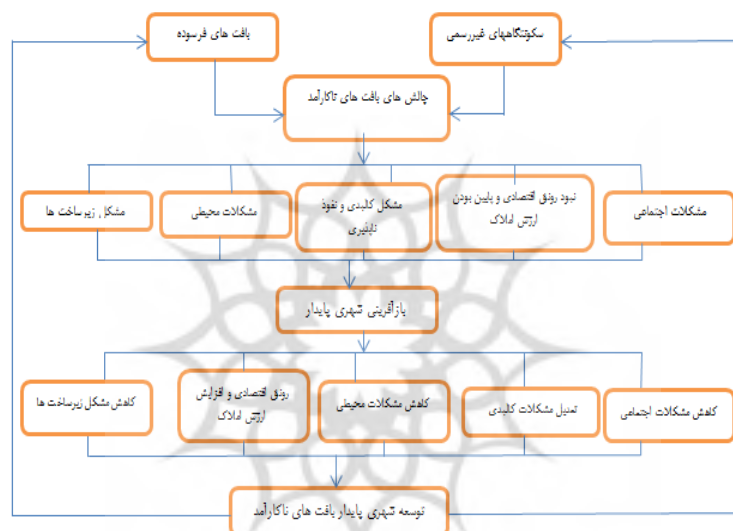 سکونتگاههای غیررسمی
بافت های فرسوده
چالش های بافت های ناکارآمد
مشکلات اجتماعی
نبود رونق اقتصادی و پایین بودن
ارزش املاک
مشکل کالبدی و نفوذ
ناپذیری
مشکلات محیطی
مشکل زیرساخت ها
بازآفرینی شهری پایدار
کاهش مشکلات اجتماعی
تعدیل مشکلات کالبدی
کاهش مشکلات محیطی
رونق اقتصادی و افزایش
ارزش املاک
کاهش مشکل زیرساخت ها
توسعه شهری پایدار بافت های ناکارآمد